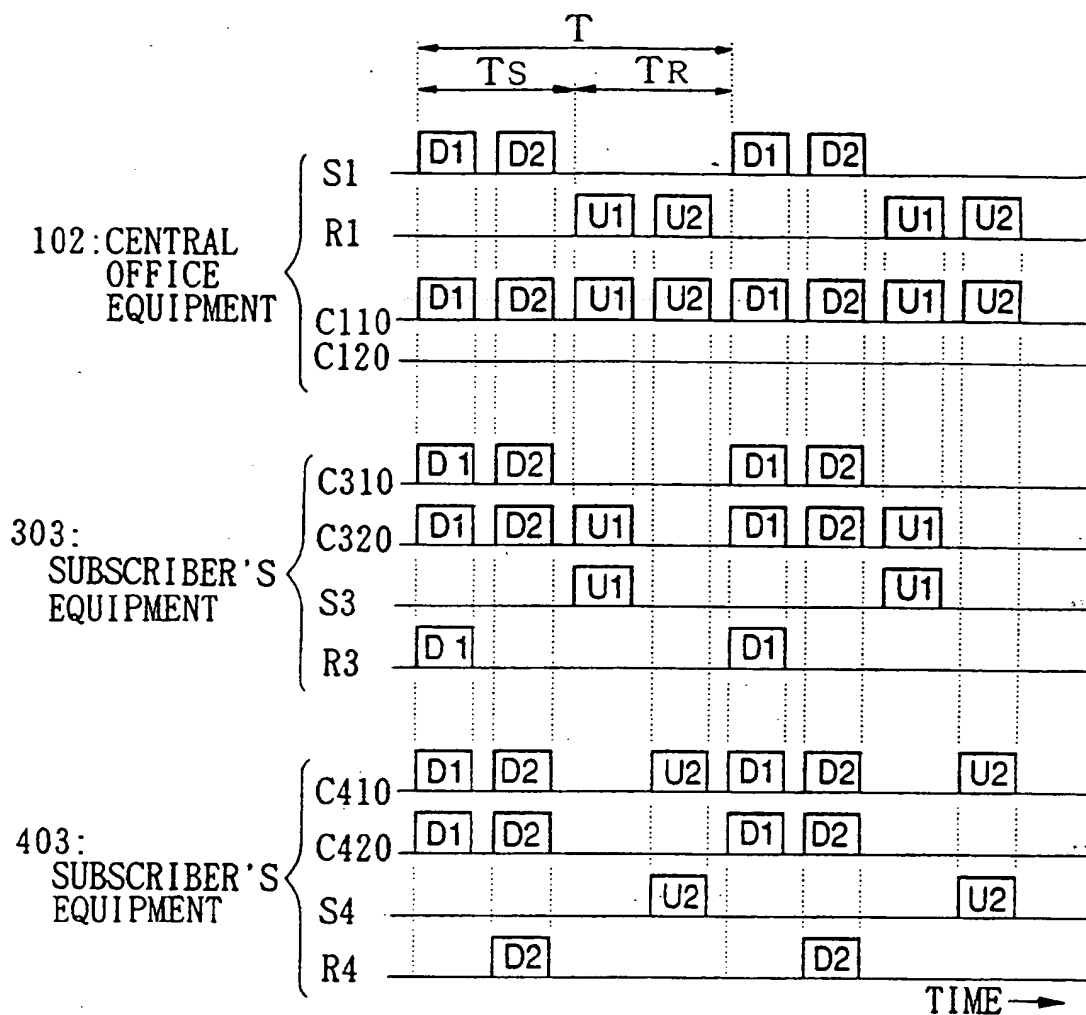 T
TS TR
S1 D1 D2 D1 D2
R1 U1 U2 U1 U2
102:CENTRAL
OFFICE
EQUIPMENT
C110 D1 D2 U1 U2 D1 D2 U1 U2
C120
C310 D1 D2 D1 D2
C320 D1 D2 U1 D1 D2 U1
303:
SUBSCRIBER'S
EQUIPMENT
S3 U1 U1
R3 D1 D1
C410 D1 D2 U2 D1 D2 U2
C420 D1 D2 D1 D2
403:
SUBSCRIBER'S
EQUIPMENT
S4 U2 U2
R4 D2 D2
TIME